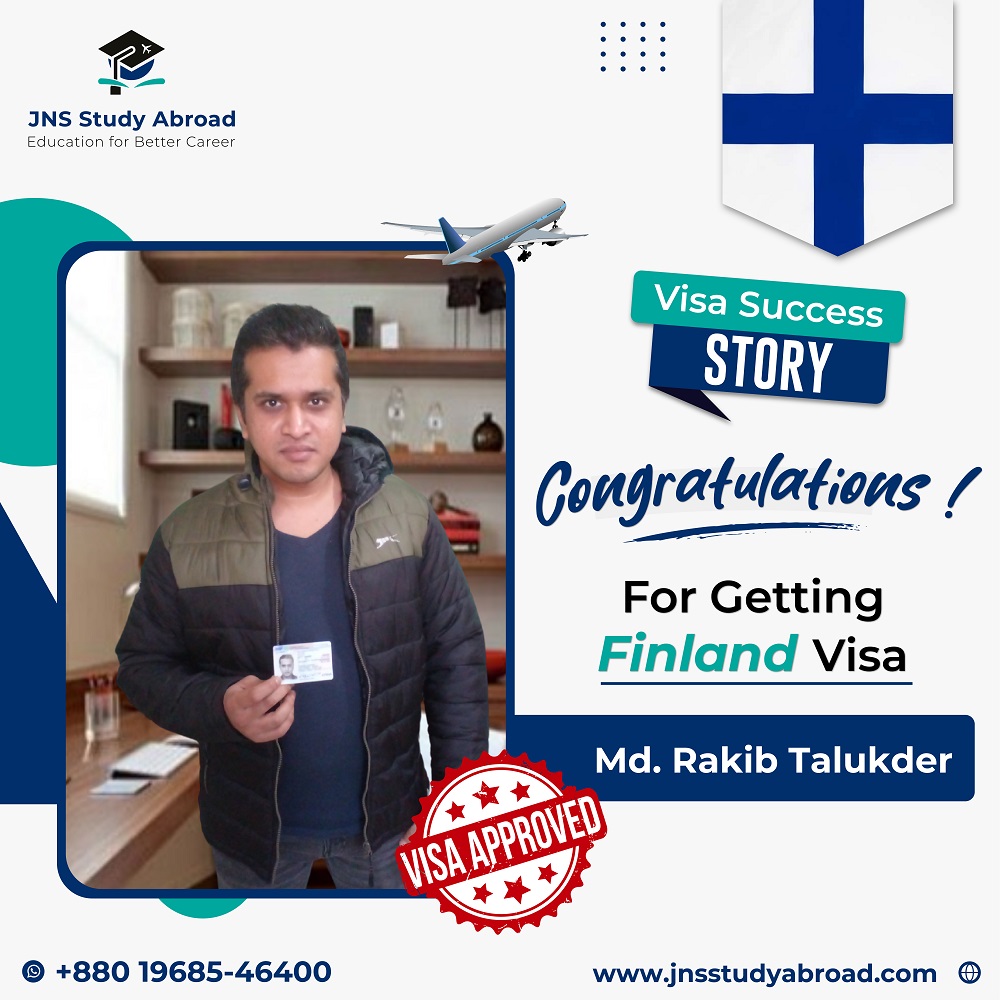 JNS Study Abroad
Education for Better Career
Visa Success
STORY
Congratulations !
For Getting
Finland Visa
Md. Rakib Talukder
VISA APPROVED
+880 19685-46400
www.jnsstudyabroad.com